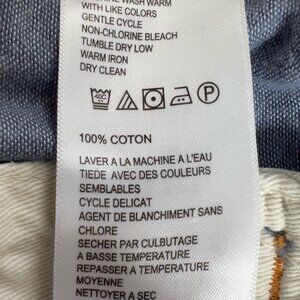 WASH WARM
WITH LIKE COLORS
GENTLE CYCLE
NON-CHLORINE BLEACH
TUMBLE DRY LOW
WARM IRON
DRY CLEAN
40C P
100% COTON
LAVER A LA MACHINE A L'EAU
TIEDE AVEC DES COULEURS
SEMBLABLES
CYCLE DELICAT
AGENT DE BLANCHIMENT SANS
CHLORE
SECHER PAR CULBUTAGE
A BASSE TEMPERATURE
REPASSER A TEMPERATURE
MOYENNE
NETTOYER A SEC